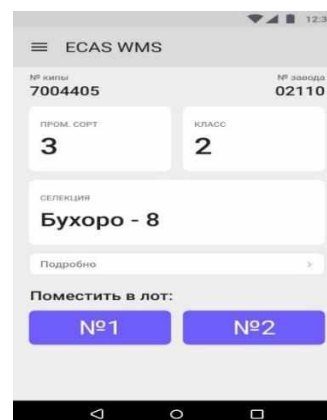 12:3
ECAS WMS
№ кипы № завода
7004405 02110
ПРОМ. СОРТ КЛАСС
3 2
СЕЛЕКЦИЯ
Бухоро - 8
Подробно
Поместить в лот:
№1 №2